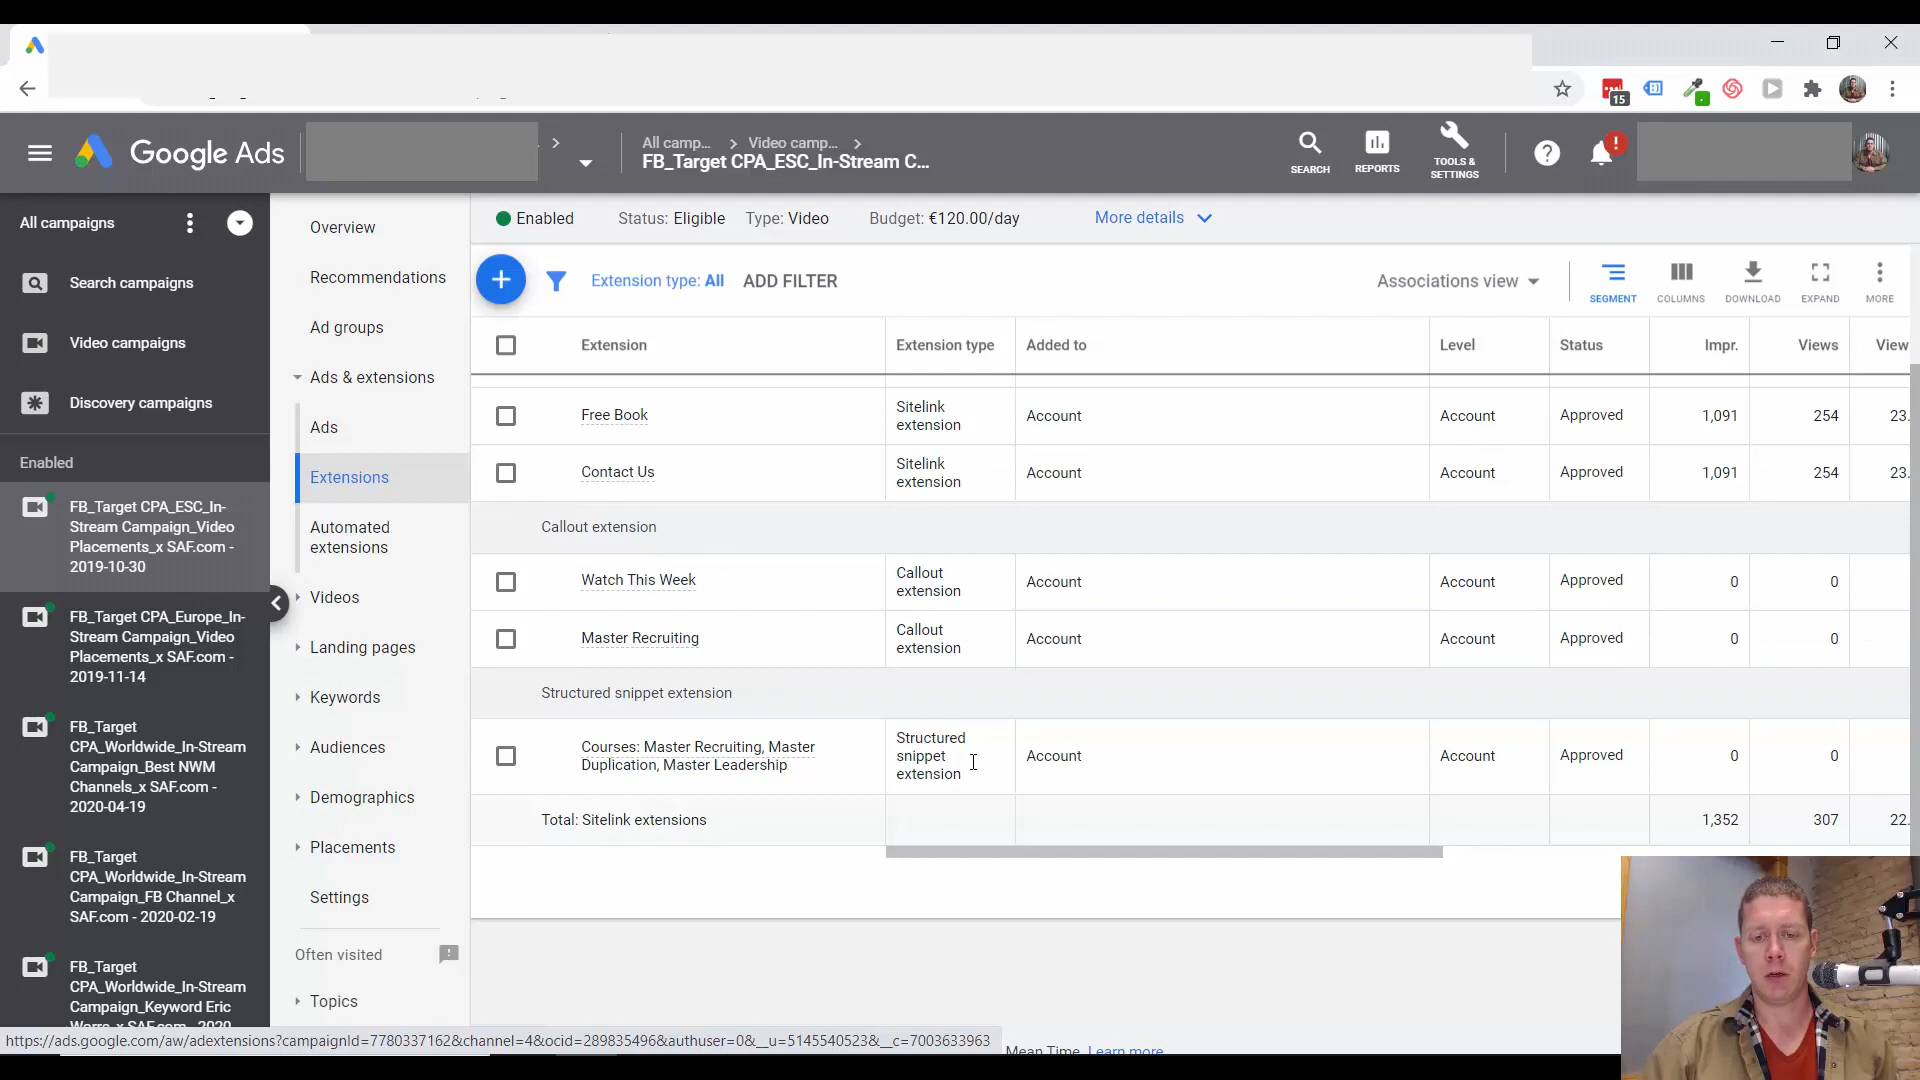 15
Google Ads
All camp...
Video camp...
FB_Target CPA_ESC_In-Stream C...
SEARCH
REPORTS
TOOLS &
SETTINGS
?
!
All campaigns
Search campaigns
Video campaigns
Discovery campaigns
Enabled
FB_Target CPA_ESC_In-
Stream Campaign_Video
Placements_x SAF.com -
2019-10-30
FB_Target CPA_Europe_In-
Stream Campaign_Video
Placements_x SAF.com -
2019-11-14
FB_Target
CPA_Worldwide_In-Stream
Campaign_Best NWM
Channels_x SAF.com -
2020-04-19
FB_Target
CPA_Worldwide_In-Stream
Campaign_FB Channel_x
SAF.com - 2020-02-19
FB_Target
CPA_Worldwide_In-Stream
Campaign_Keyword Eric
Overview
Recommendations
Ad groups
Ads & extensions
Ads
Extensions
Automated
extensions
Videos
Landing pages
Keywords
Audiences
Demographics
Placements
Settings
Often visited
Topics
Enabled
Status: Eligible
Type: Video
Budget: €120.00/day
More details
Extension type: All
ADD FILTER
Associations view
SEGMENT
COLUMNS
DOWNLOAD
EXPAND
MORE
Extension
Extension type
Added to
Level
Status
Impr.
Views
View
Free Book
Sitelink
extension
Account
Account
Approved
1,091
254
23.
Contact Us
Sitelink
extension
Account
Account
Approved
1,091
254
23.
Callout extension
Watch This Week
Callout
extension
Account
Account
Approved
0
0
Master Recruiting
Callout
extension
Account
Account
Approved
0
0
Structured snippet extension
Courses: Master Recruiting, Master
Duplication, Master Leadership
Structured
snippet
extension
Account
Account
Approved
0
0
Total: Sitelink extensions
1,352
307
22.
https://ads.google.com/aw/adextensions?campaignId=7780337162&channel=4&ocid=289835496&authuser=0&__u=5145540523&__c=7003633963
Mean Time. Learn more